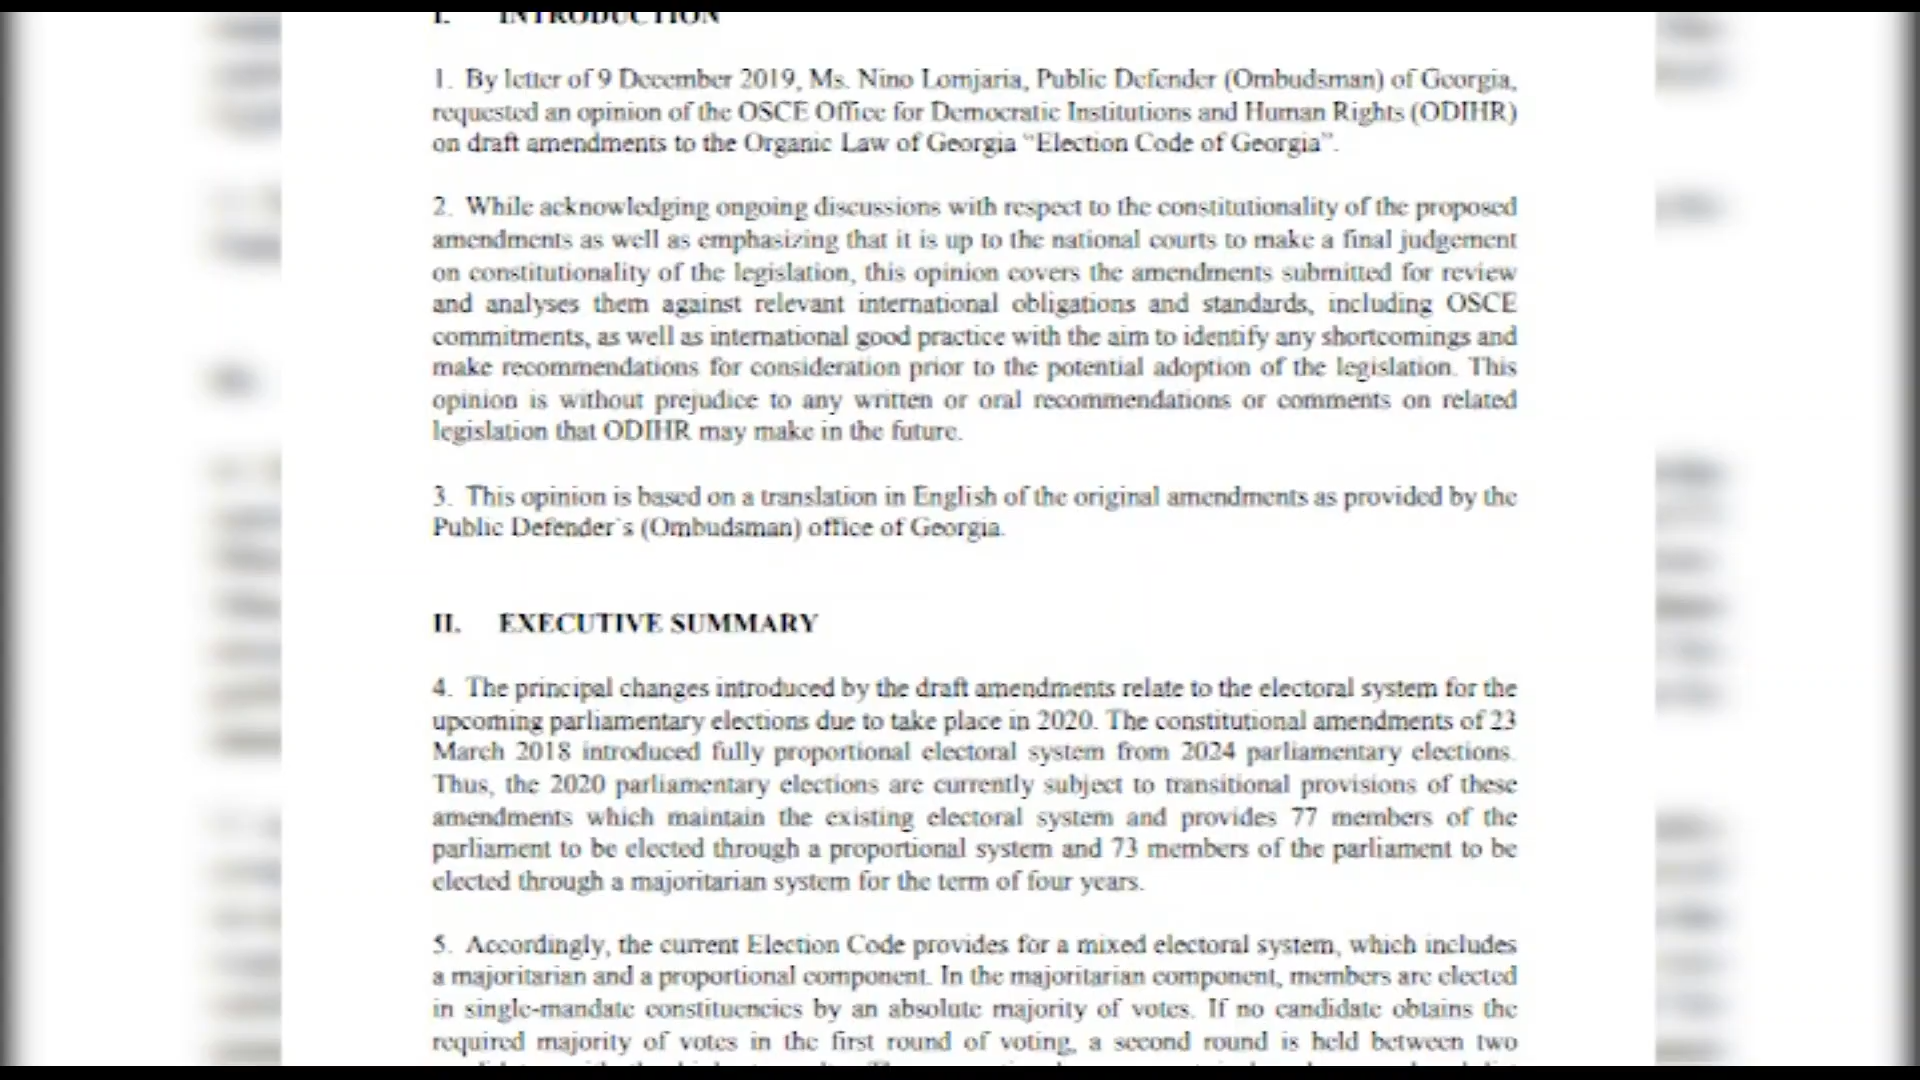 I. INTRODUCTION
1. By letter of 9 December 2019, Ms. Nino Lomjaria, Public Defender (Ombudsman) of Georgia,
requested an opinion of the OSCE Office for Democratic Institutions and Human Rights (ODIHR)
on draft amendments to the Organic Law of Georgia “Election Code of Georgia”.
2. While acknowledging ongoing discussions with respect to the constitutionality of the proposed
amendments as well as emphasizing that it is up to the national courts to make a final judgement
on constitutionality of the legislation, this opinion covers the amendments submitted for review
and analyses them against relevant international obligations and standards, including OSCE
commitments, as well as international good practice with the aim to identify any shortcomings and
make recommendations for consideration prior to the potential adoption of the legislation. This
opinion is without prejudice to any written or oral recommendations or comments on related
legislation that ODIHR may make in the future.
3. This opinion is based on a translation in English of the original amendments as provided by the
Public Defender's (Ombudsman) office of Georgia.
II. EXECUTIVE SUMMARY
4. The principal changes introduced by the draft amendments relate to the electoral system for the
upcoming parliamentary elections due to take place in 2020. The constitutional amendments of 23
March 2018 introduced fully proportional electoral system from 2024 parliamentary elections.
Thus, the 2020 parliamentary elections are currently subject to transitional provisions of these
amendments which maintain the existing electoral system and provides 77 members of the
parliament to be elected through a proportional system and 73 members of the parliament to be
elected through a majoritarian system for the term of four years.
5. Accordingly, the current Election Code provides for a mixed electoral system, which includes
a majoritarian and a proportional component. In the majoritarian component, members are elected
in single-mandate constituencies by an absolute majority of votes. If no candidate obtains the
required majority of votes in the first round of voting, a second round is held between two